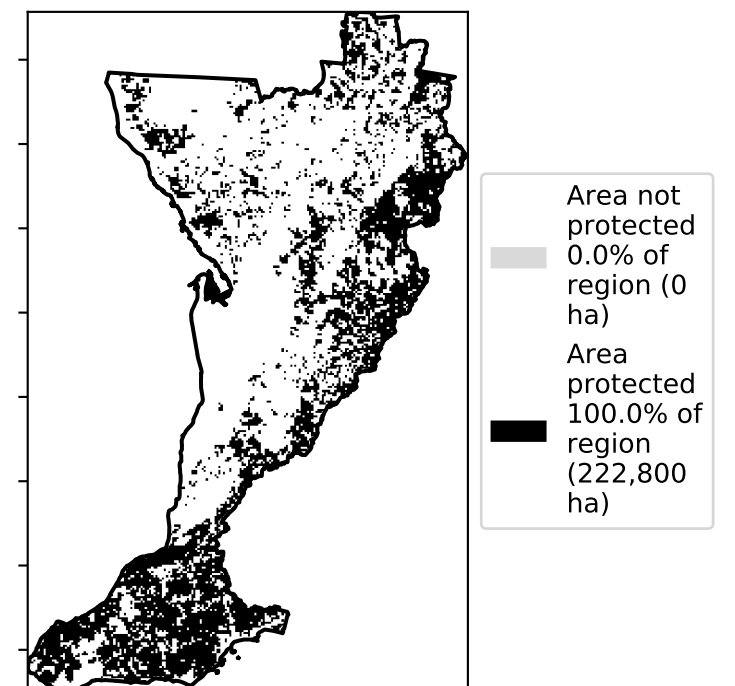 Area not
protected
0.0% of
region (0
ha)
Area
protected
100.0% of
region
(222,800
ha)